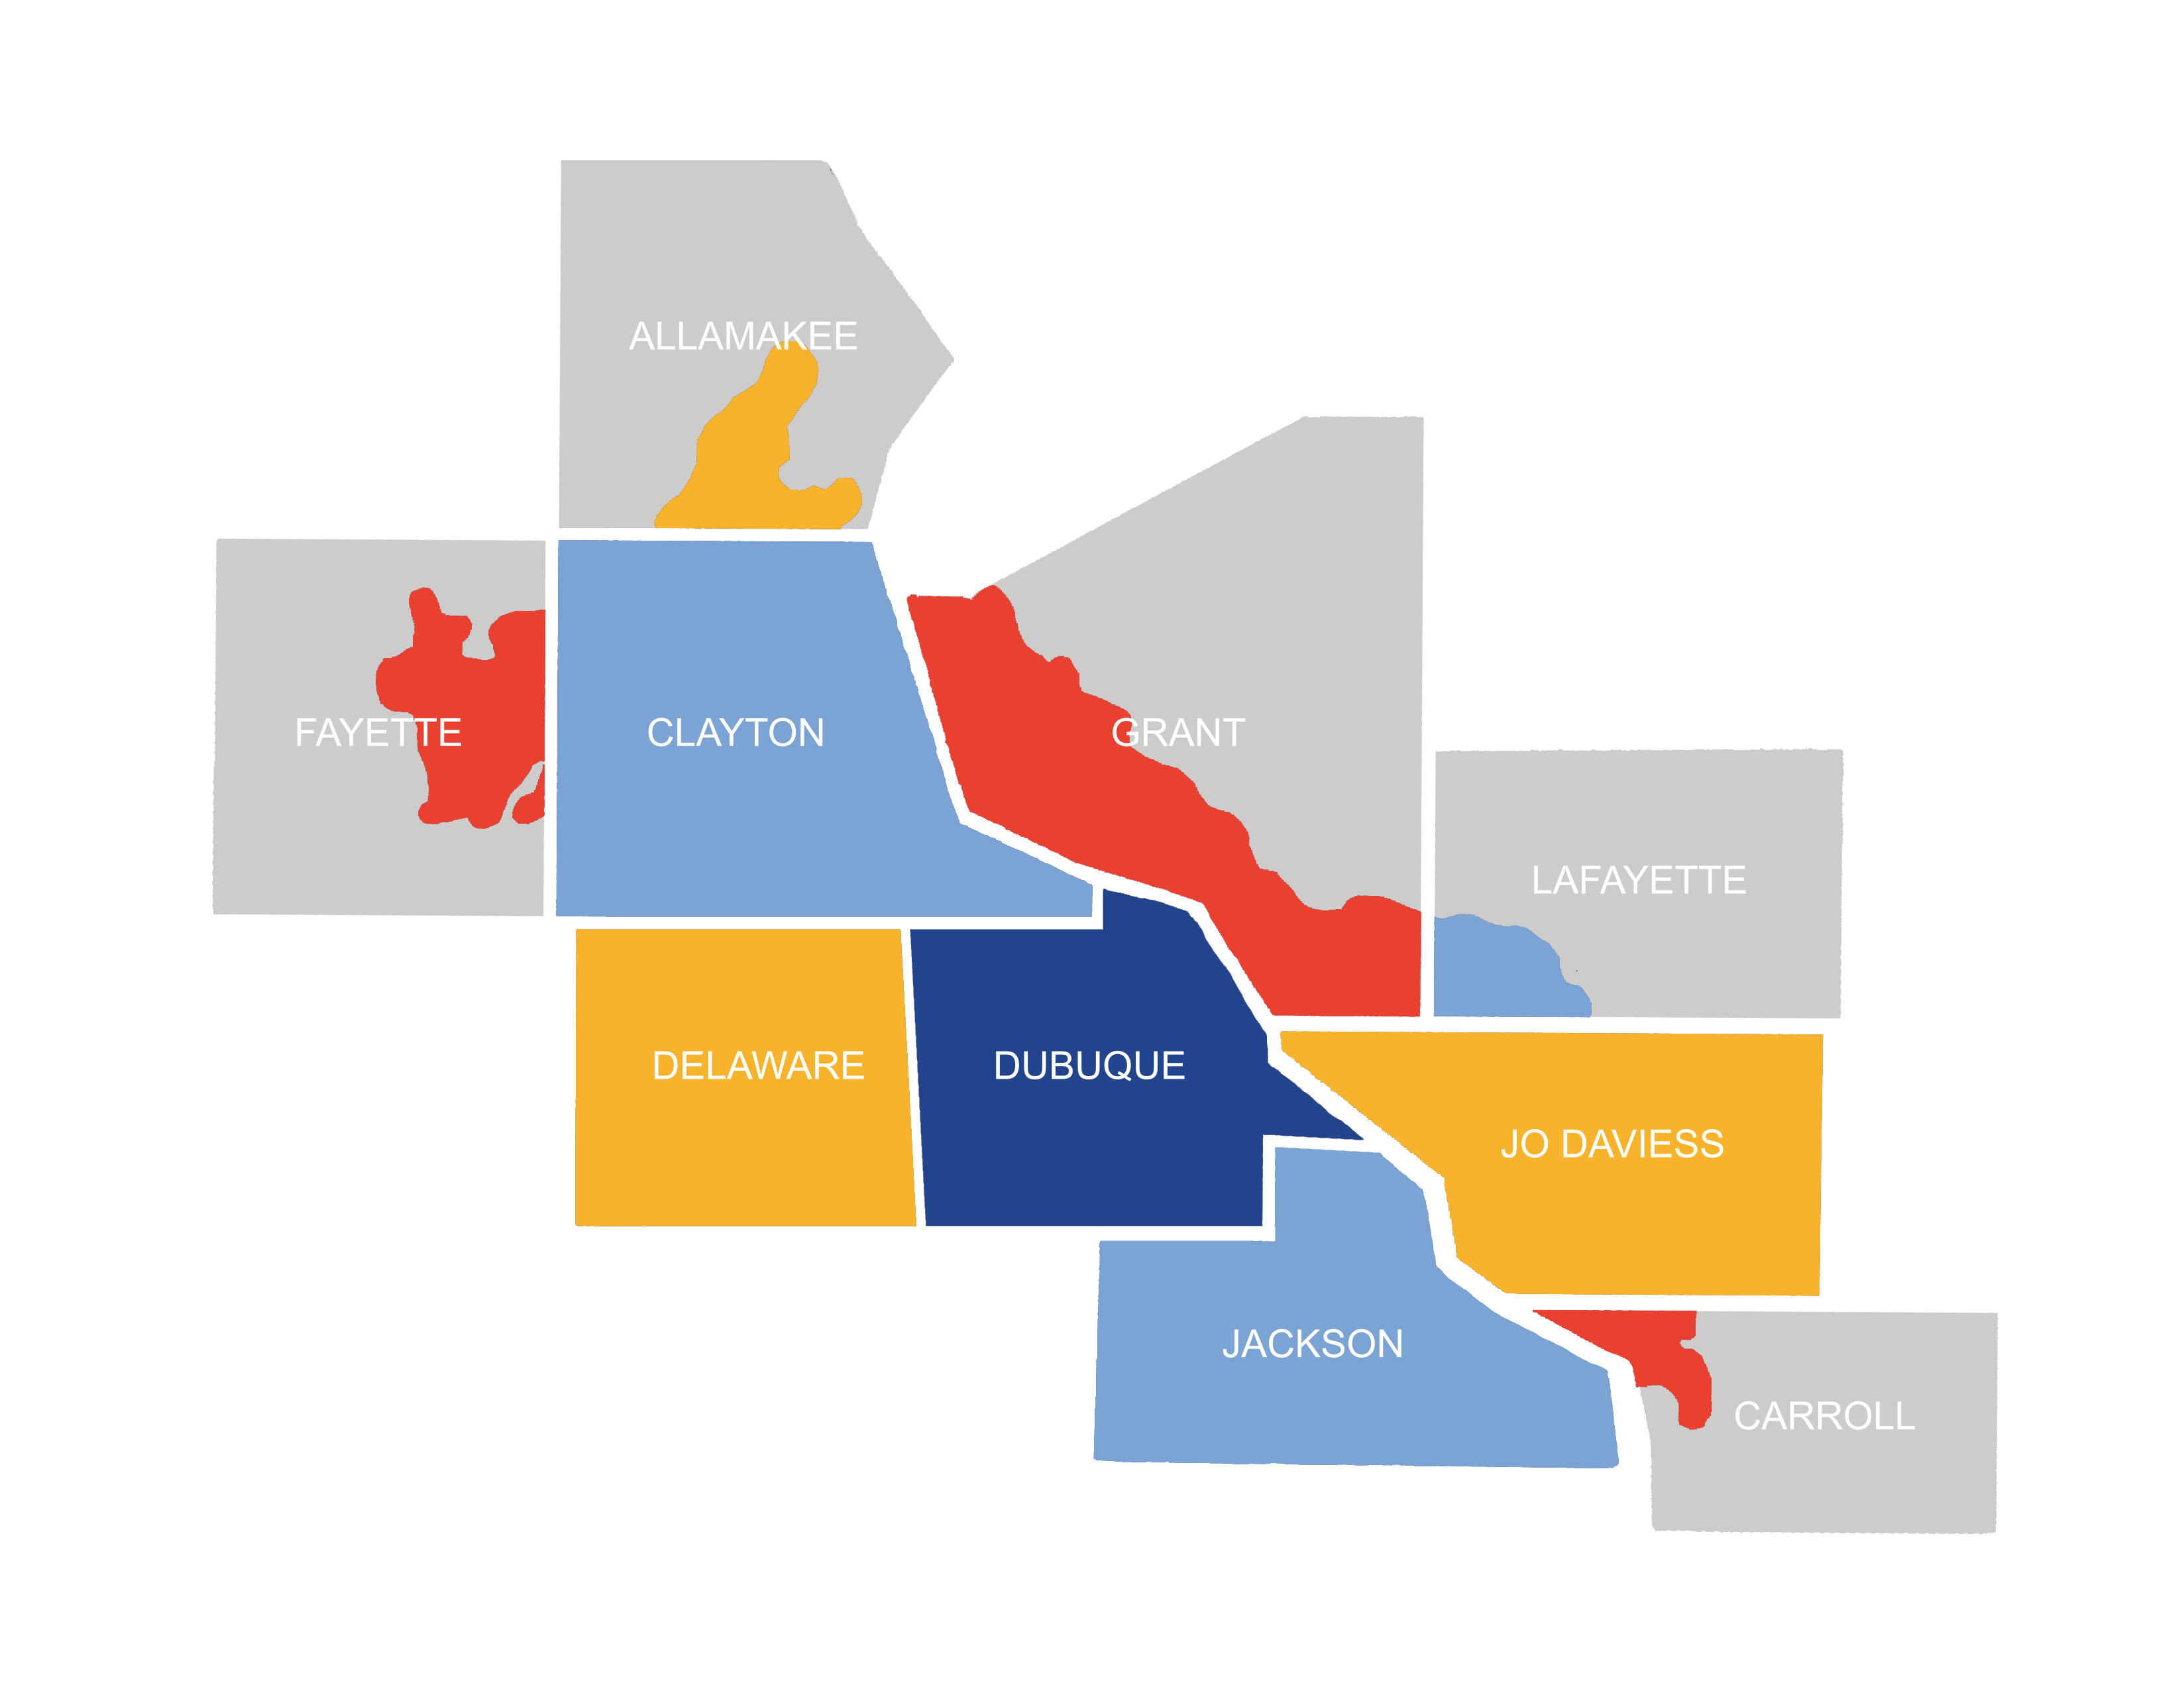 ALLAMAKEE
FAYETTE
CLAYTON
GRANT
LAFAYETTE
DELAWARE
DUBUQUE
JO DAVIESS
JACKSON
CARROLL